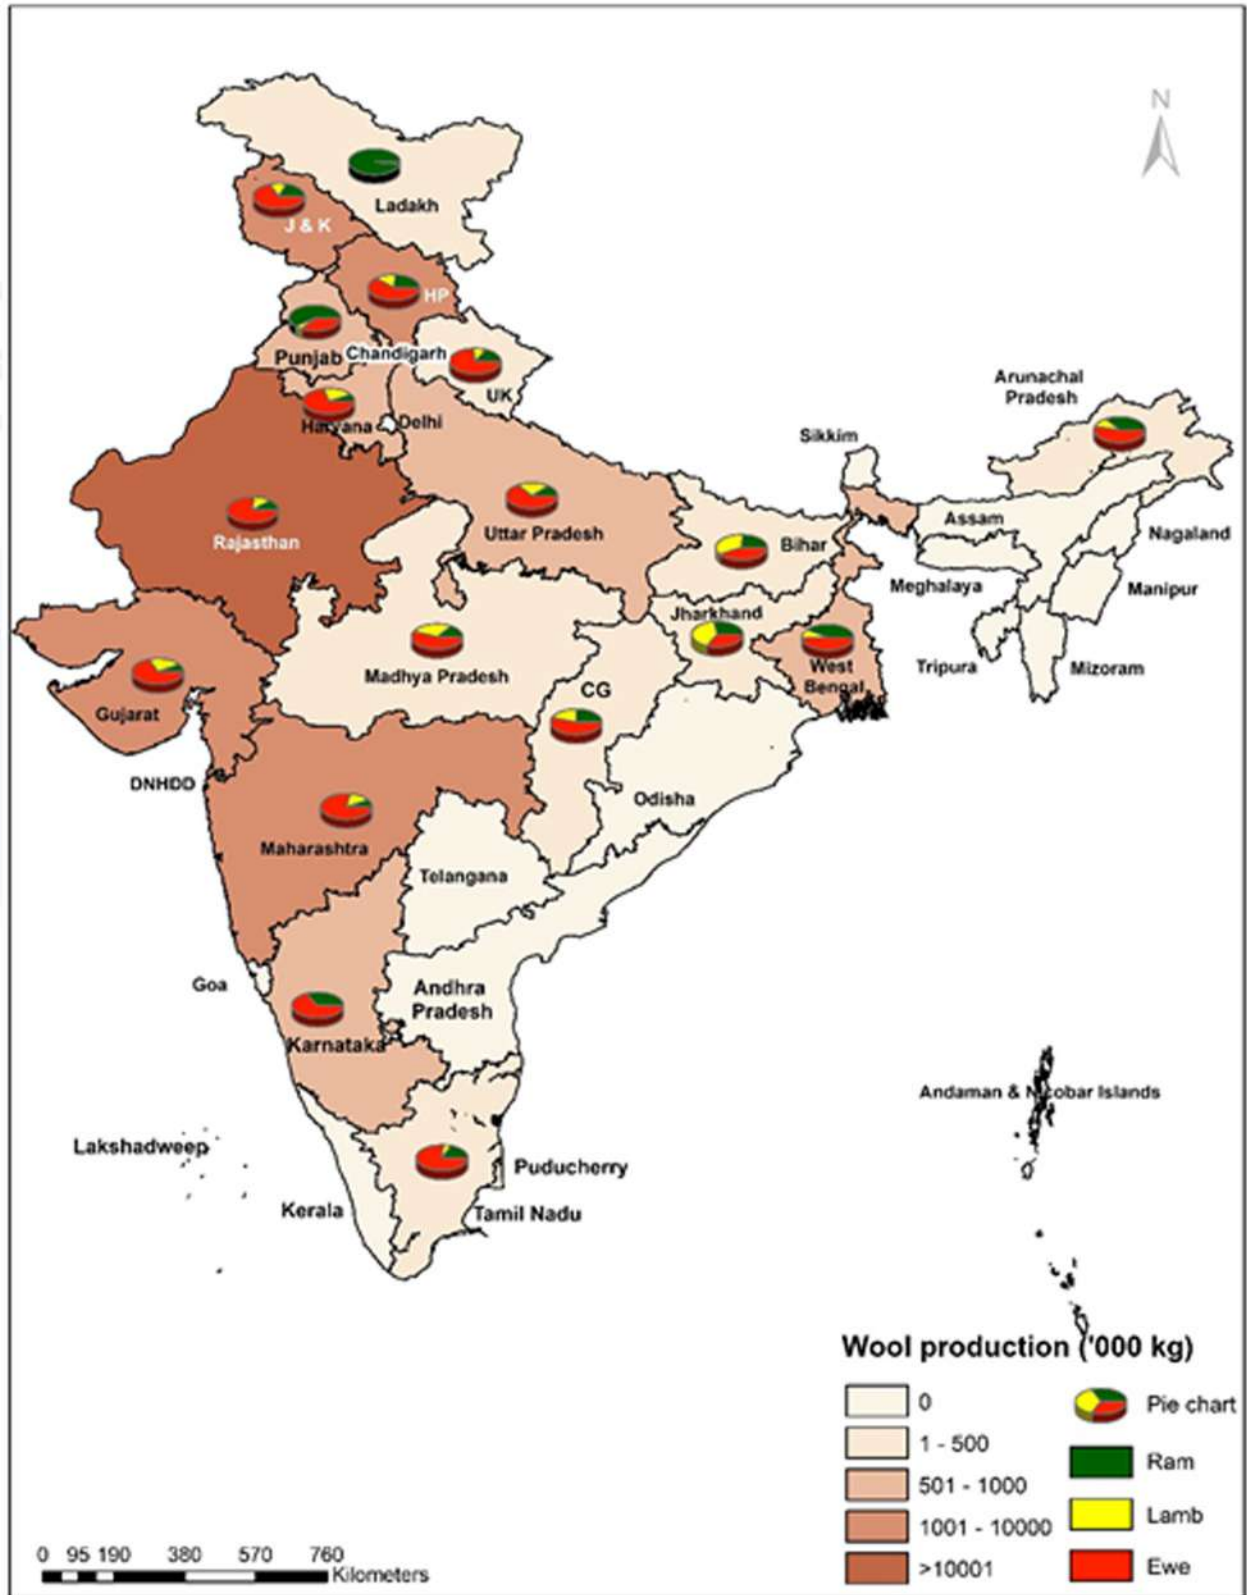 N
Ladakh
J & K
HP
Punjab
Chandigarh
UK
Haryana
Delhi
Arunachal
Pradesh
Sikkim
Rajasthan
Uttar Pradesh
Bihar
Assam
Nagaland
Meghalaya
Manipur
Jharkhand
Madhya Pradesh
West
Bengal
Tripura
Mizoram
CG
Gujarat
DNHDD
Odisha
Maharashtra
Telangana
Goa
Andhra
Pradesh
Karnataka
Andaman & Nicobar Islands
Lakshadweep
Puducherry
Kerala
Tamil Nadu
Wool production ('000 kg)
0
Pie chart
1 - 500
Ram
501 - 1000
Lamb
1001 - 10000
Ewe
>10001
0 95 190 380 570 760
Kilometers